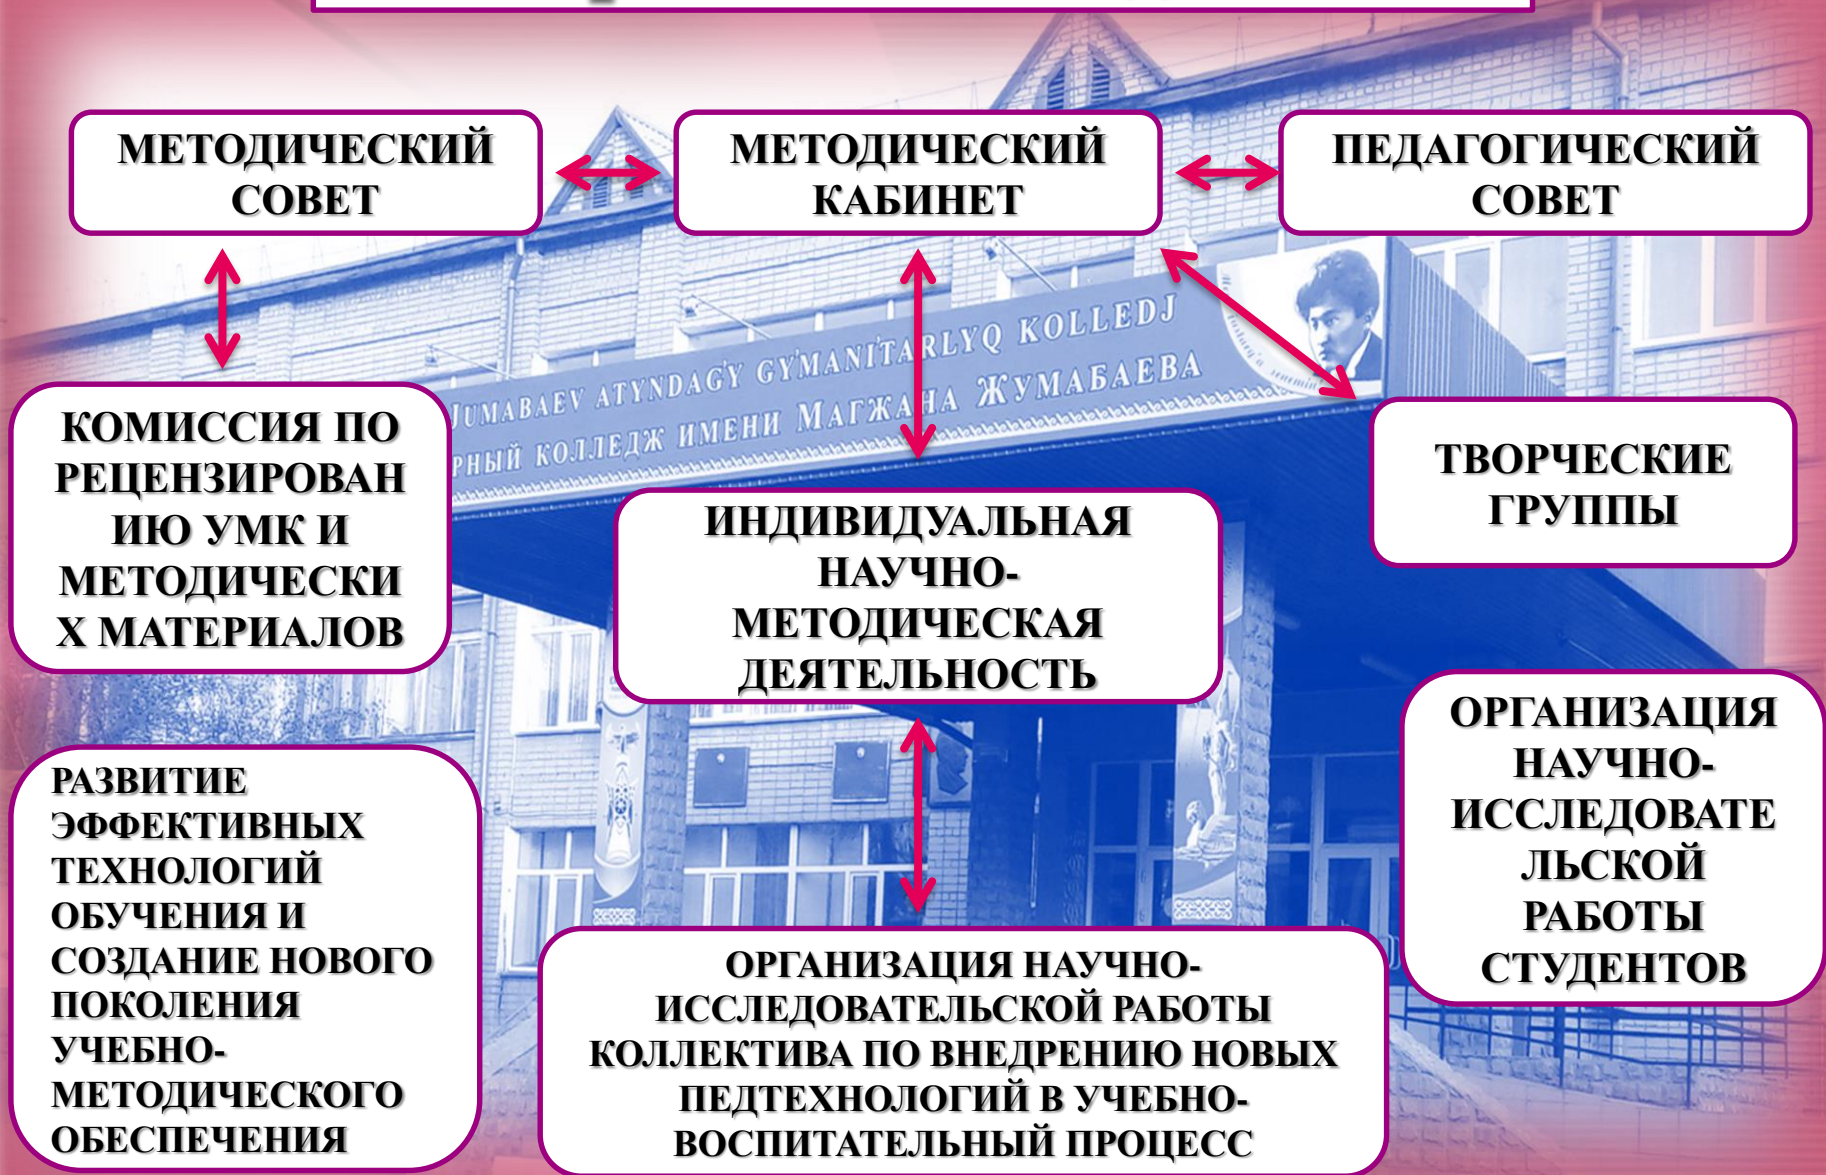 МЕТОДИЧЕСКИЙ
СОВЕТ
МЕТОДИЧЕСКИЙ
КАБИНЕТ
ПЕДАГОГИЧЕСКИЙ
СОВЕТ
JUMABAEV ATYNDAǴY GÝMANITARLYQ KOLLEDJ
РНЫЙ КОЛЛЕДЖ ИМЕНИ МАГЖАНА ЖУМАБАЕВА
КОМИССИЯ ПО
РЕЦЕНЗИРОВАН
ИЮ УМК И
МЕТОДИЧЕСКИ
Х МАТЕРИАЛОВ
ИНДИВИДУАЛЬНАЯ
НАУЧНО-
МЕТОДИЧЕСКАЯ
ДЕЯТЕЛЬНОСТЬ
ТВОРЧЕСКИЕ
ГРУППЫ
РАЗВИТИЕ
ЭФФЕКТИВНЫХ
ТЕХНОЛОГИЙ
ОБУЧЕНИЯ И
СОЗДАНИЕ НОВОГО
ПОКОЛЕНИЯ
УЧЕБНО-
МЕТОДИЧЕСКОГО
ОБЕСПЕЧЕНИЯ
ОРГАНИЗАЦИЯ НАУЧНО-
ИССЛЕДОВАТЕЛЬСКОЙ РАБОТЫ
КОЛЛЕКТИВА ПО ВНЕДРЕНИЮ НОВЫХ
ПЕДТЕХНОЛОГИЙ В УЧЕБНО-
ВОСПИТАТЕЛЬНЫЙ ПРОЦЕСС
ОРГАНИЗАЦИЯ
НАУЧНО-
ИССЛЕДОВАТЕ
ЛЬСКОЙ
РАБОТЫ
СТУДЕНТОВ